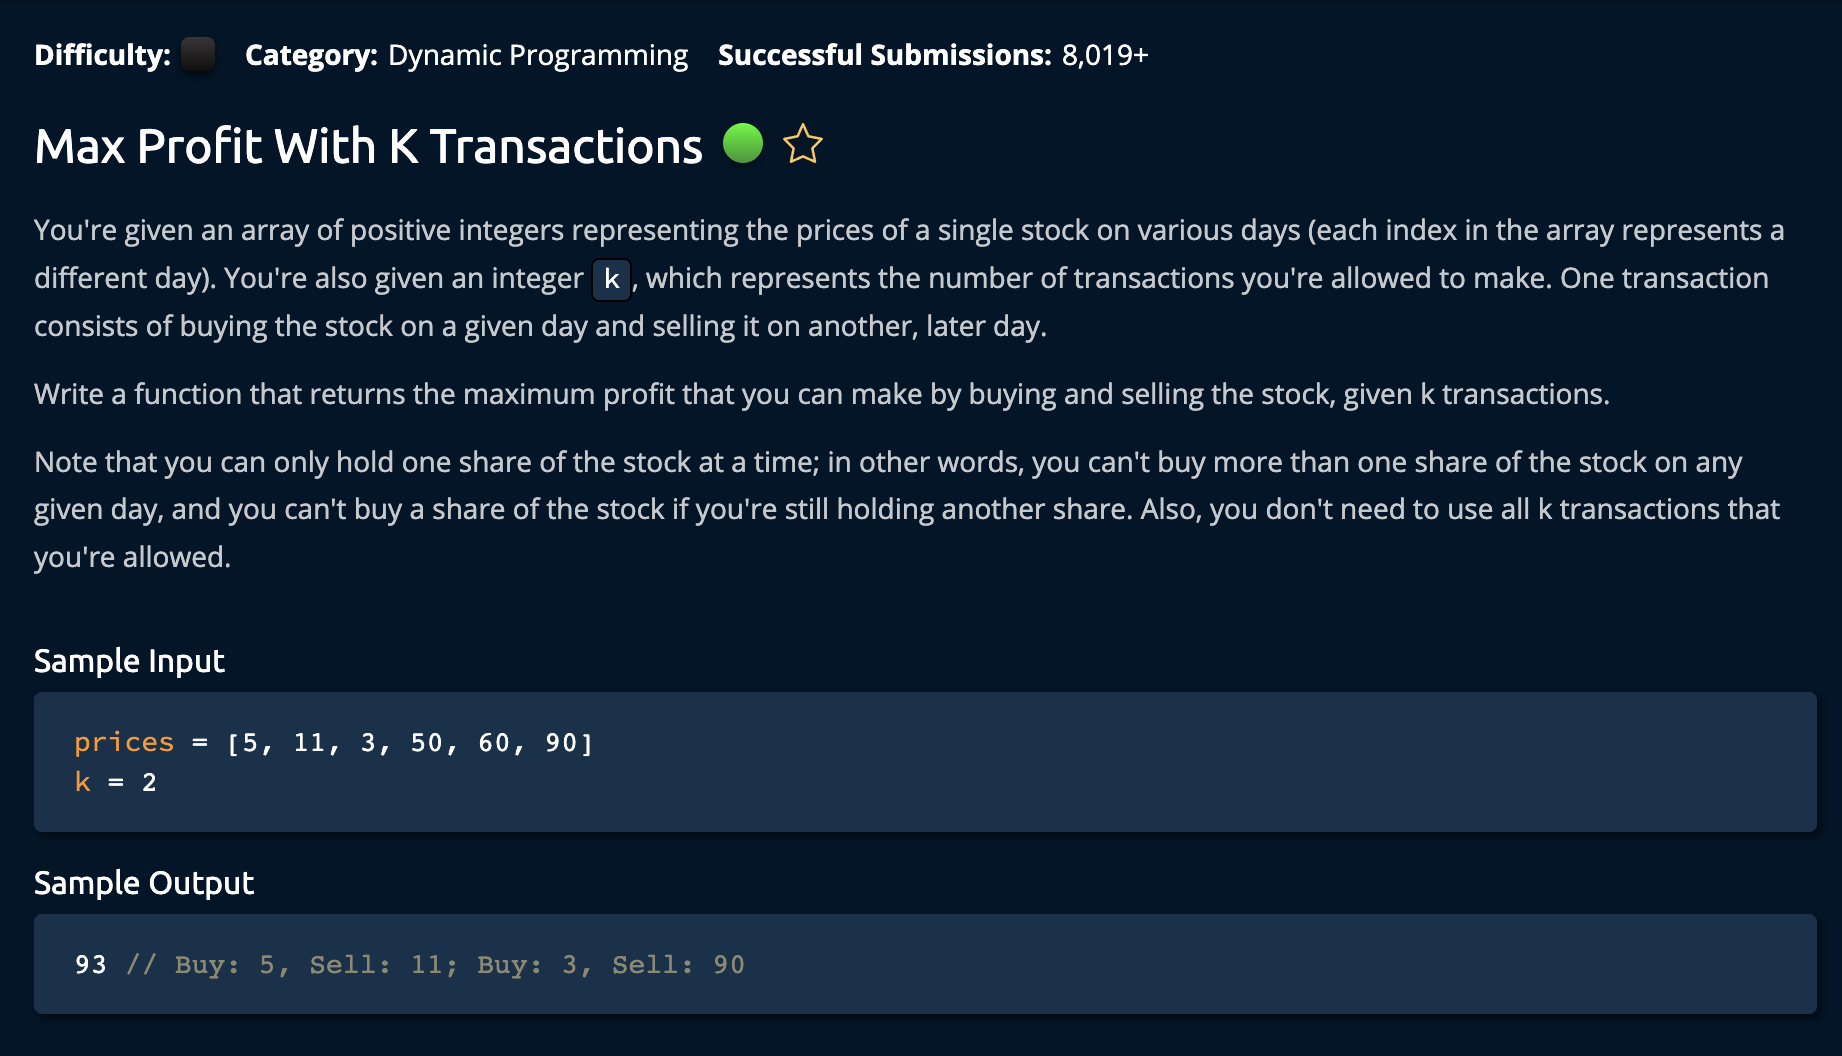 Difficulty: Category: Dynamic Programming Successful Submissions: 8,019+
Max Profit With K Transactions
You're given an array of positive integers representing the prices of a single stock on various days (each index in the array represents a
different day). You're also given an integer k, which represents the number of transactions you're allowed to make. One transaction
consists of buying the stock on a given day and selling it on another, later day.
Write a function that returns the maximum profit that you can make by buying and selling the stock, given k transactions.
Note that you can only hold one share of the stock at a time; in other words, you can't buy more than one share of the stock on any
given day, and you can't buy a share of the stock if you're still holding another share. Also, you don't need to use all k transactions that
you're allowed.
Sample Input
prices = [5, 11, 3, 50, 60, 90]
k = 2
Sample Output
93 // Buy: 5, Sell: 11; Buy: 3, Sell: 90